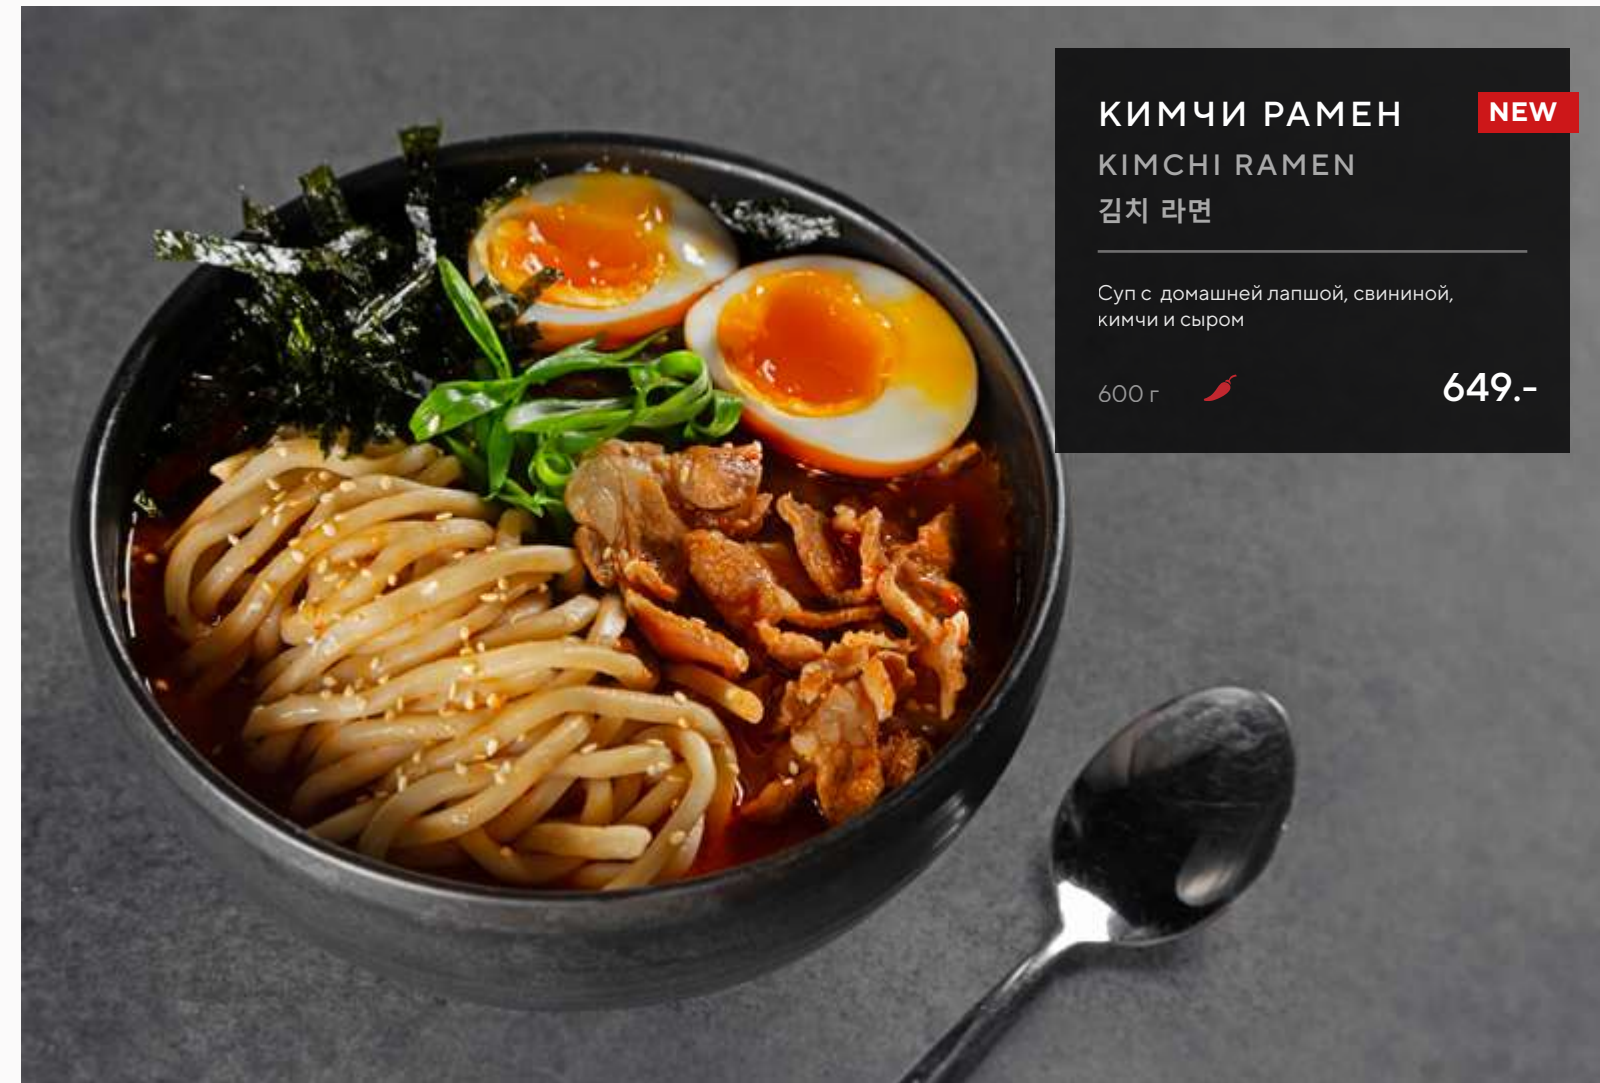 КИМЧИ РАМЕН
NEW
KIMCHI RAMEN
김치 라면
Суп с домашней лапшой, свининой,
кимчи и сыром
600 г
649.-